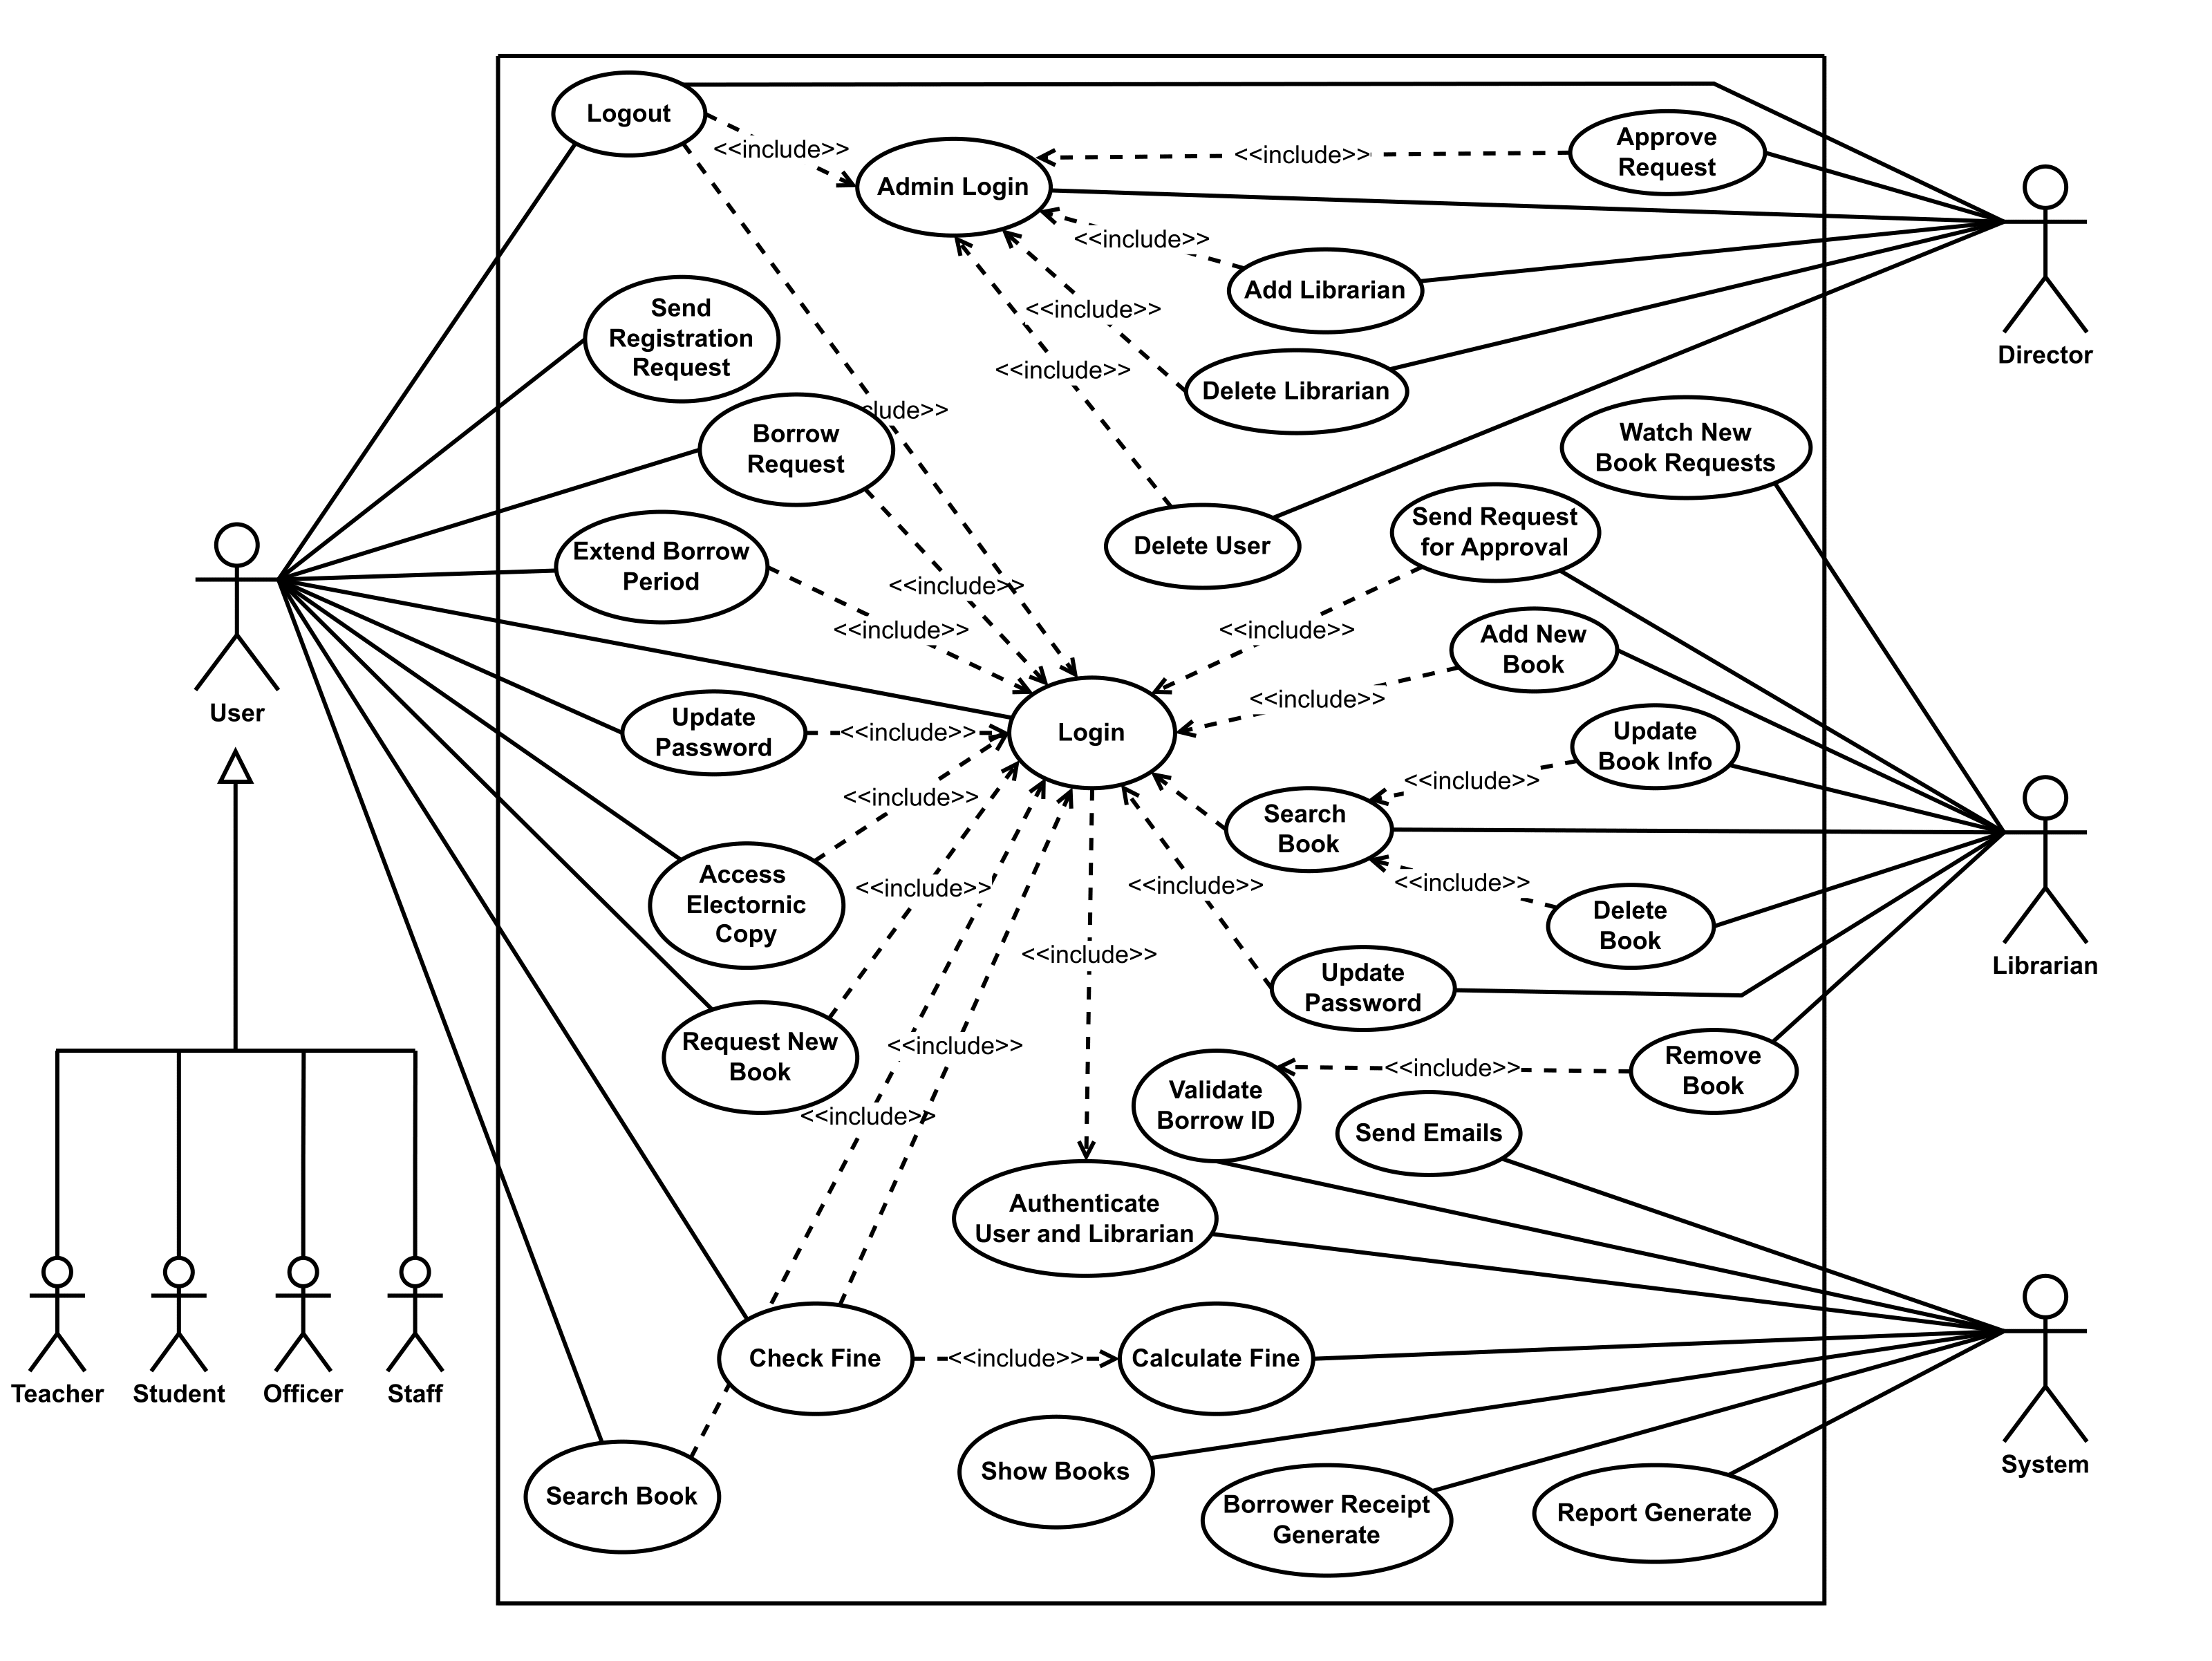 Logout
<<include>>
Admin Login
<<include>>
Approve
Request
<<include>>
Add Librarian
Send
Registration
Request
<<include>>
Delete Librarian
<<include>>
Director
clude>>
Borrow
Request
Watch New
Book Requests
Extend Borrow
Period
Delete User
Send Request
for Approval
<<include>>
<<include>>
<<include>>
Add New
Book
<<include>>
User
Update
Password
<<include>>
Login
Update
Book Info
<<include>>
<<include>>
Search
Book
Access
Electornic
Copy
<<include>>
<<include>>
<<include>>
Delete
Book
<<include>>
Librarian
Update
Password
Request New
Book
<<include>>
<<include>>
Remove
Book
Validate
Borrow ID
<<include>>
Send Emails
Authenticate
User and Librarian
Check Fine
<<include>>
Calculate Fine
Teacher
Student
Officer
Staff
System
Search Book
Show Books
Borrower Receipt
Generate
Report Generate